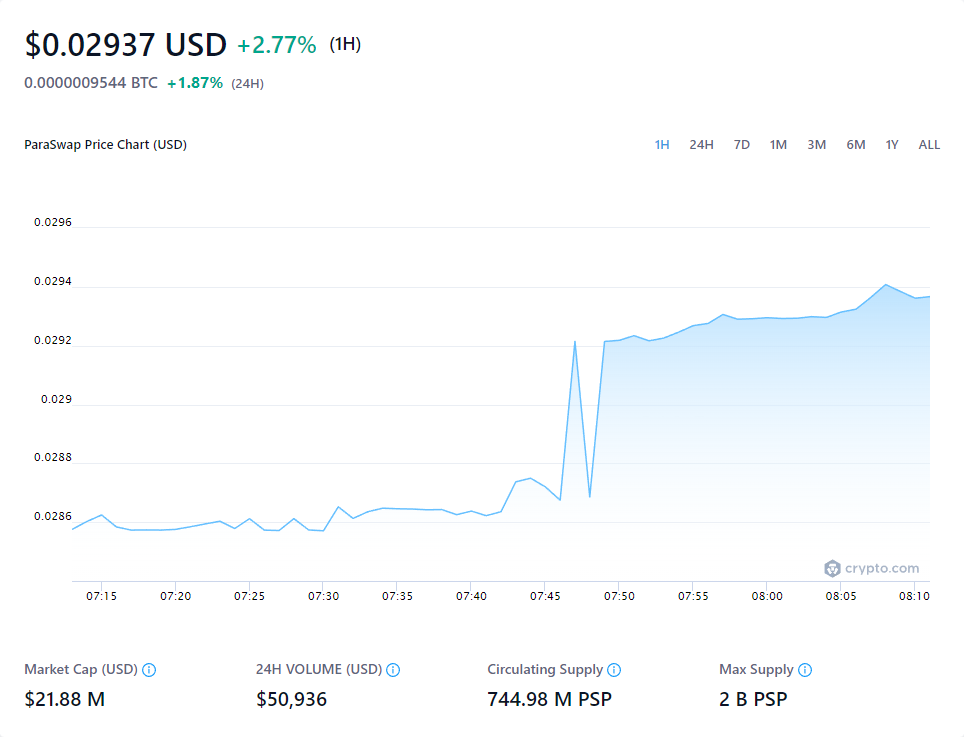 $0.02937 USD +2.77% (1H)
0.0000009544 BTC +1.87% (24H)
ParaSwap Price Chart (USD) 1H 24H 7D 1M 3M 6M 1Y ALL
0.0296
0.0294
0.0292
0.029
0.0288
0.0286
crypto.com
07:15 07:20 07:25 07:30 07:35 07:40 07:45 07:50 07:55 08:00 08:05 08:10
Market Cap (USD) 24H VOLUME (USD) Circulating Supply Max Supply
$21.88 M $50,936 744.98 M PSP 2 B PSP